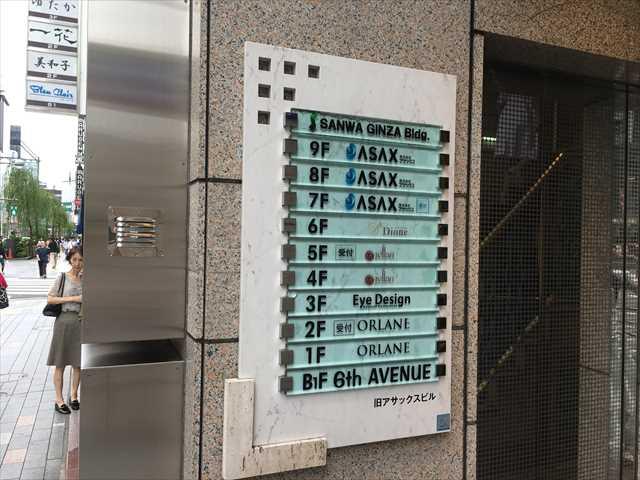 一花
美和子
SANWA GINZA Bldg.
9F ASAX
8F ASAX
7F ASAX
6F Dione
5F 受付
4F
3F Eye Design
2F 受付 ORLANE
1F ORLANE
B1F 6th AVENUE
旧アサックスビル